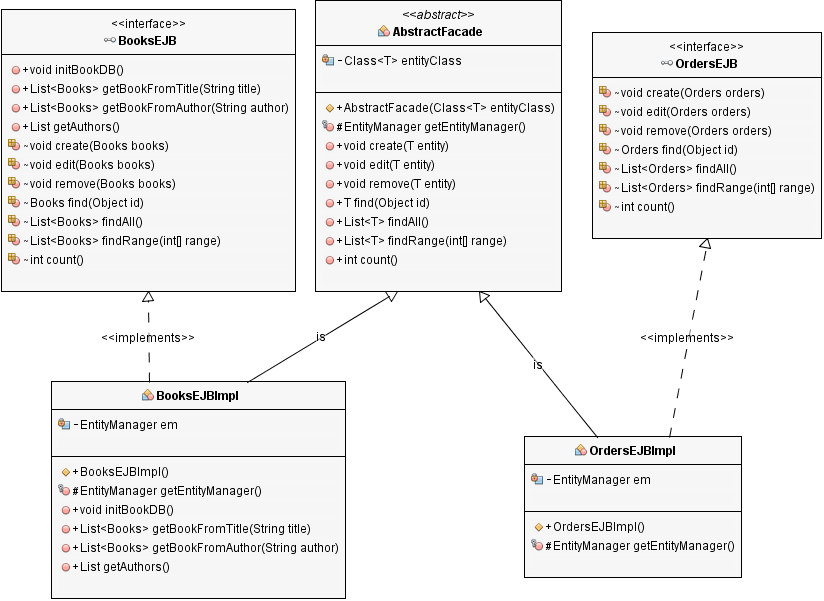 <<interface>>
BooksEJB
+void initBookDB()
+List<Books> getBookFromTitle(String title)
+List<Books> getBookFromAuthor(String author)
+List getAuthors()
~void create(Books books)
~void edit(Books books)
~void remove(Books books)
~Books find(Object id)
~List<Books> findAll()
~List<Books> findRange(int[] range)
~int count()
<<abstract>>
AbstractFacade
-Class<T> entityClass
+AbstractFacade(Class<T> entityClass)
#EntityManager getEntityManager()
+void create(T entity)
+void edit(T entity)
+void remove(T entity)
+T find(Object id)
+List<T> findAll()
+List<T> findRange(int[] range)
+int count()
<<interface>>
OrdersEJB
~void create(Orders orders)
~void edit(Orders orders)
~void remove(Orders orders)
~Orders find(Object id)
~List<Orders> findAll()
~List<Orders> findRange(int[] range)
~int count()
<<implements>>
is
is
<<implements>>
BooksEJBImpl
-EntityManager em
+BooksEJBImpl()
#EntityManager getEntityManager()
+void initBookDB()
+List<Books> getBookFromTitle(String title)
+List<Books> getBookFromAuthor(String author)
+List getAuthors()
OrdersEJBImpl
-EntityManager em
+OrdersEJBImpl()
#EntityManager getEntityManager()